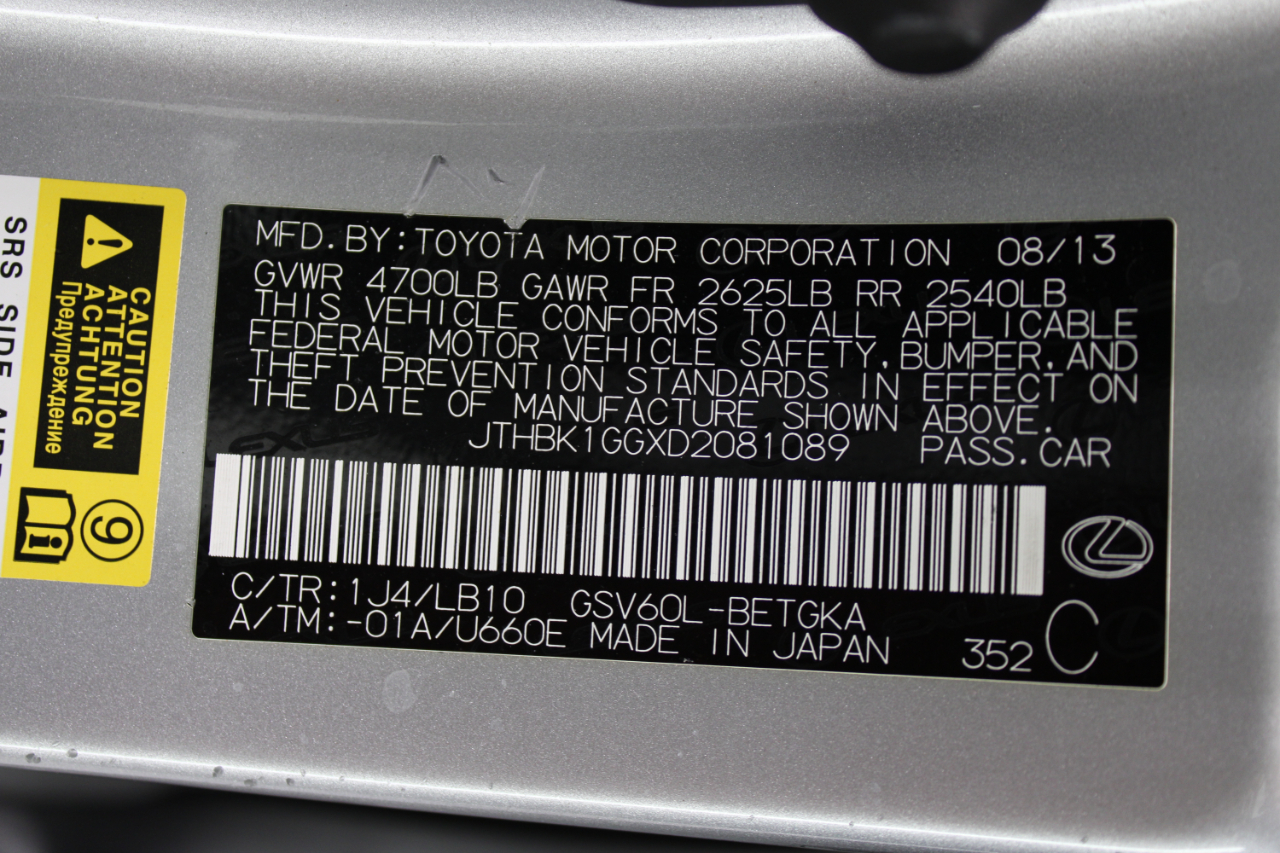 MFD.BY:TOYOTA MOTOR CORPORATION 08/13
GVWR 4700LB GAWR FR 2625LB RR 2540LB
THIS VEHICLE CONFORMS TO ALL APPLICABLE
FEDERAL MOTOR VEHICLE SAFETY,BUMPER,AND
THEFT PREVENTION STANDARDS IN EFFECT ON
THE DATE OF MANUFACTURE SHOWN ABOVE.
JTHBK1GGXD2081089 PASS.CAR
C/TR:1J4/LB10 GSV60L-BETGKA
A/TM:-01A/U660E MADE IN JAPAN 352 C
CAUTION
ATTENTION
ACHTUNG
Предупреждение
9
SRS SIDE